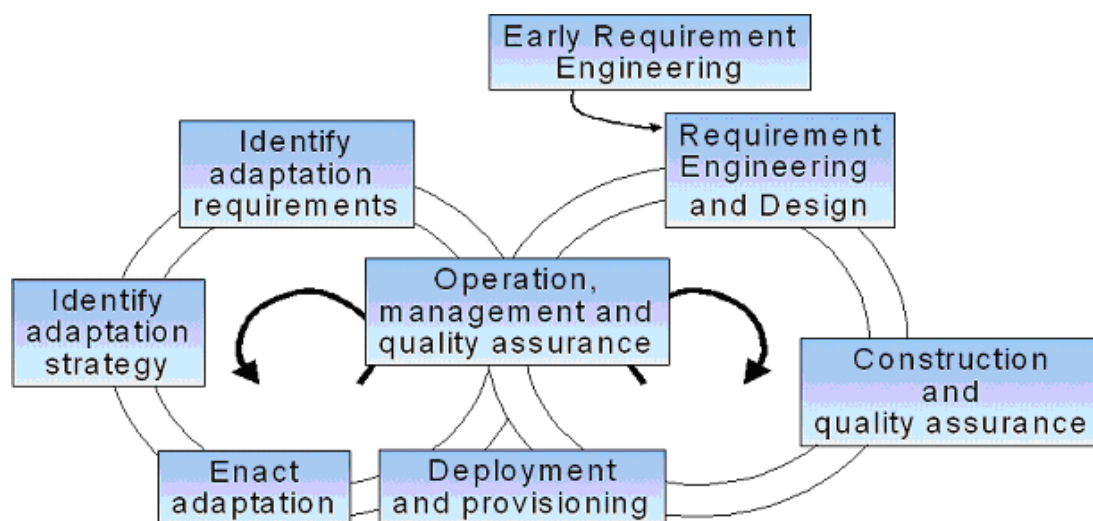 Early Requirement
Engineering
Requirement
Engineering
and Design
Identify
adaptation
requirements
Operation,
management and
quality assurance
Identify
adaptation
strategy
Construction
and
quality assurance
Enact
adaptation
Deployment
and provisioning